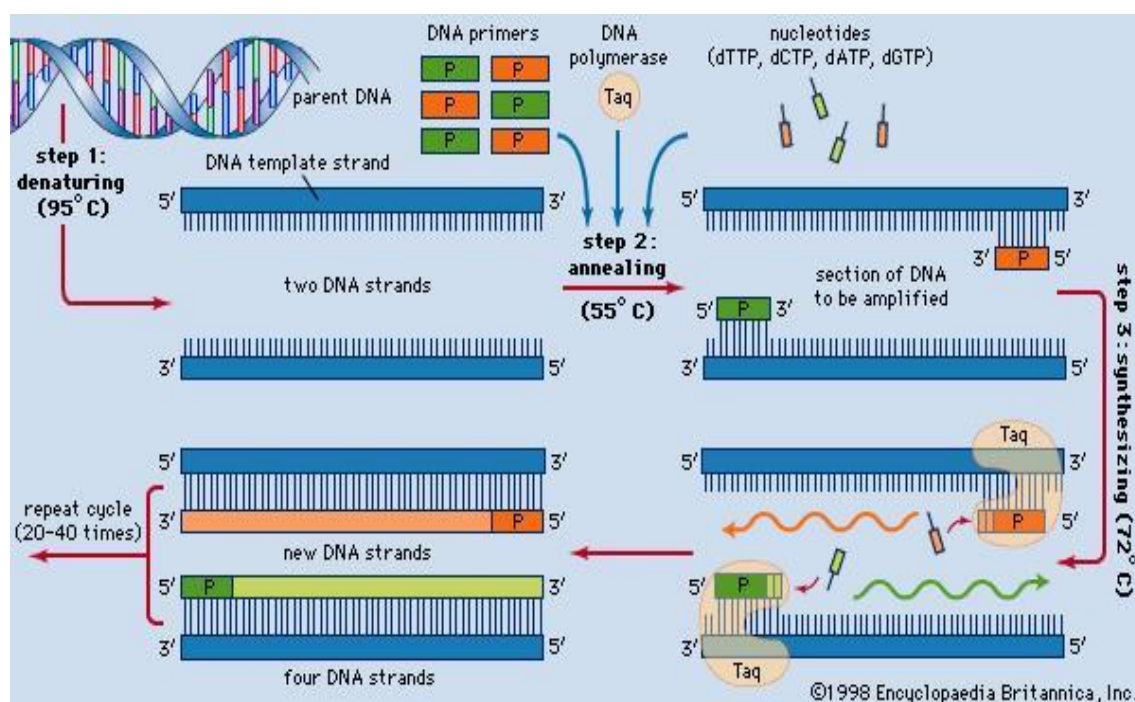 DNA primers
P P
P P
P P
DNA
polymerase
Taq
nucleotides
(dTTP, dCTP, dATP, dGTP)
parent DNA
step 1:
denaturing
(95° C)
DNA template strand
5′ 3′
two DNA strands
3′ 5′
step 2:
annealing
(55° C)
5′ 3′
3′ P 5′
section of DNA
to be amplified
5′ P 3′
3′ 5′
step 3: synthesizing (72° C)
Taq
5′ 3′
P 5′
5′ P
3′ 5′
Taq
5′ 3′
3′ P 5′
new DNA strands
5′ P 3′
3′ 5′
four DNA strands
repeat cycle
(20-40 times)
©1998 Encyclopaedia Britannica, Inc.